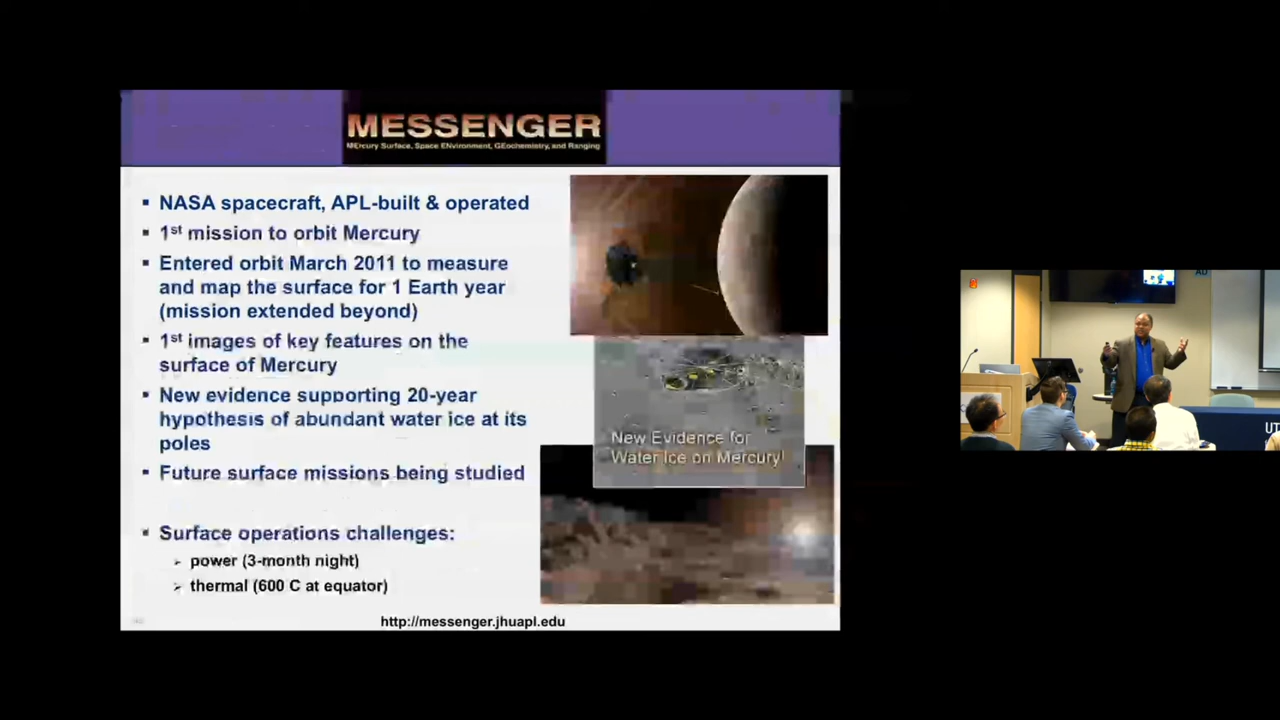 MESSENGER
MErcury Surface, Space ENvironment, GEochemistry, and Ranging
▪ NASA spacecraft, APL-built & operated
▪ 1st mission to orbit Mercury
▪ Entered orbit March 2011 to measure
and map the surface for 1 Earth year
(mission extended beyond)
▪ 1st images of key features on the
surface of Mercury
▪ New evidence supporting 20-year
hypothesis of abundant water ice at its
poles
▪ Future surface missions being studied
▪ Surface operations challenges:
➢ power (3-month night)
➢ thermal (600 C at equator)
New Evidence for
Water Ice on Mercury!
http://messenger.jhuapl.edu
UT